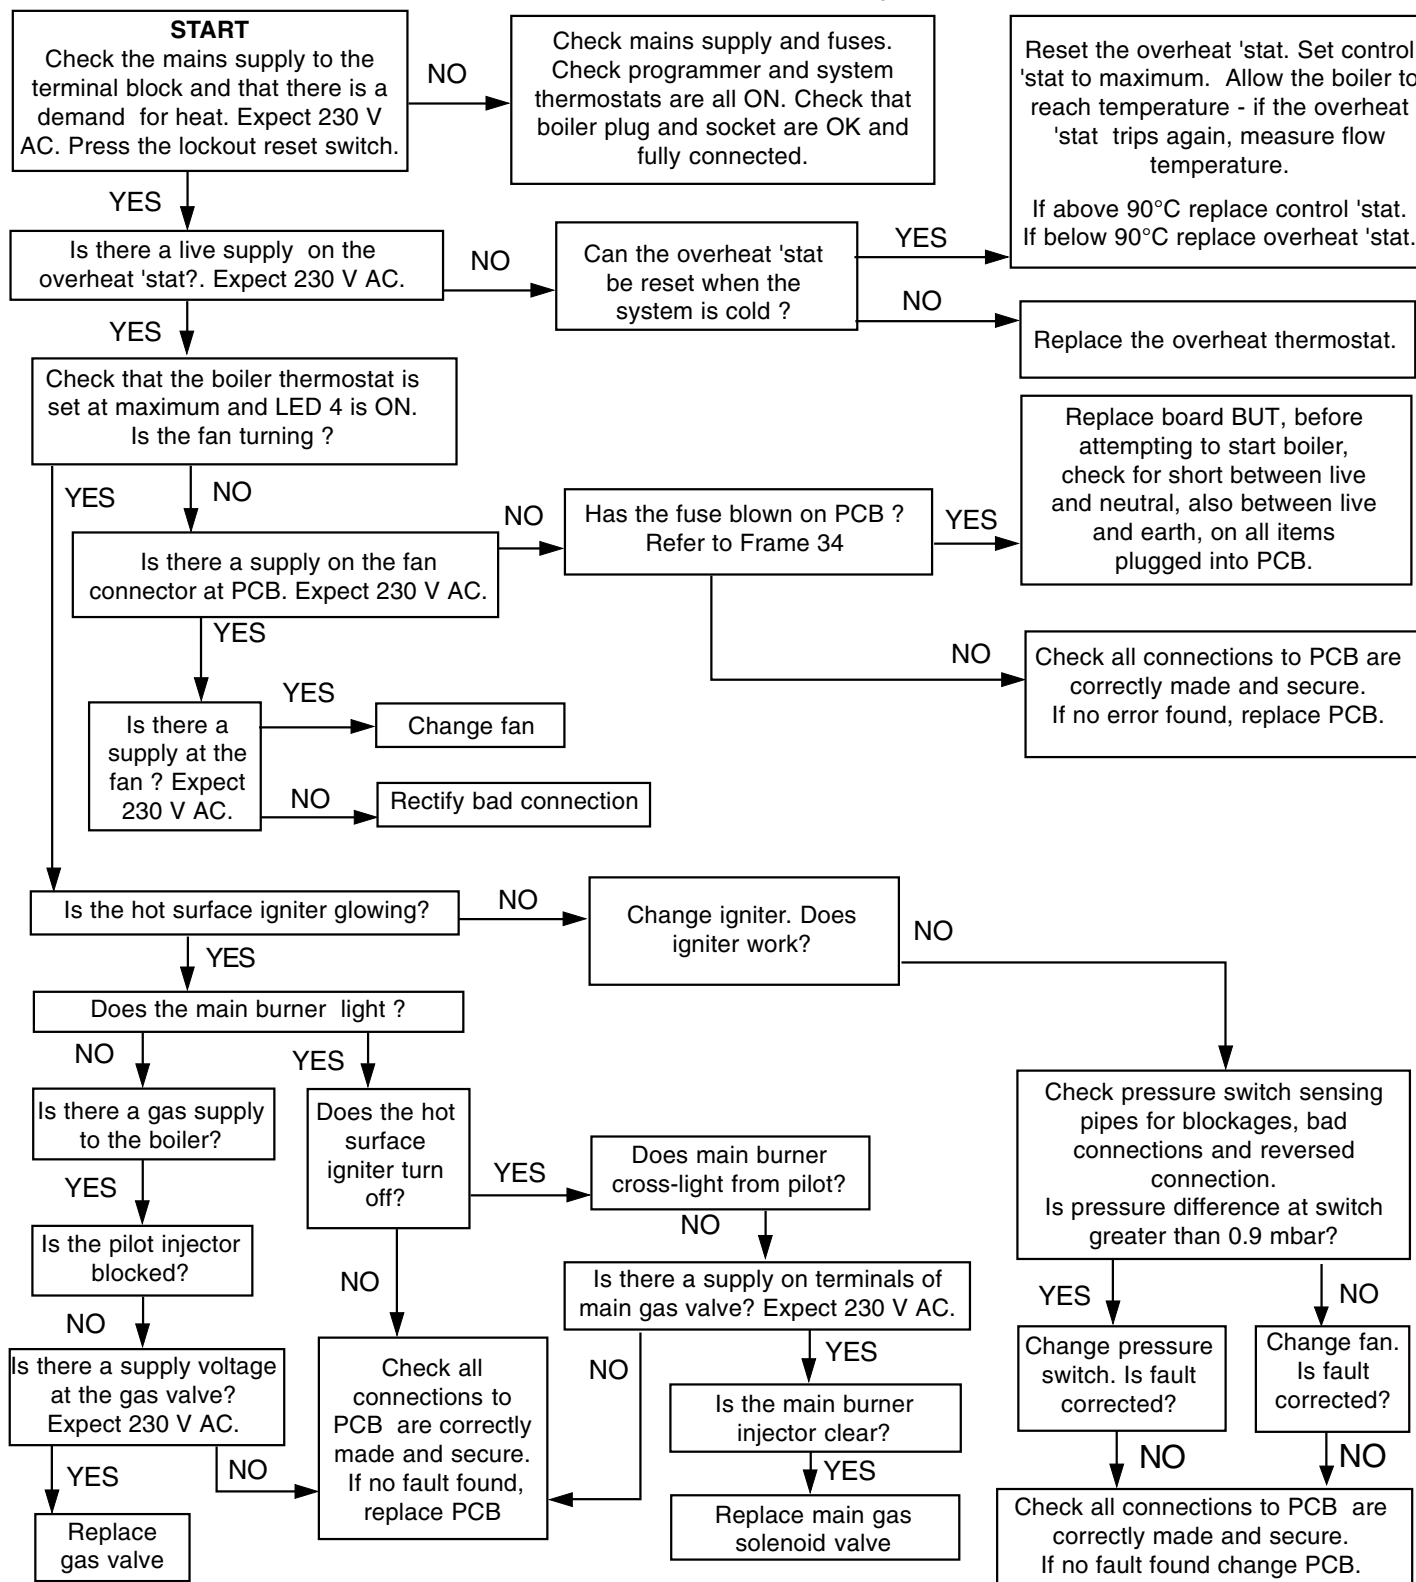 START
Check the mains supply to the
terminal block and that there is a
demand for heat. Expect 230 V
AC. Press the lockout reset switch.
NO
Check mains supply and fuses.
Check programmer and system
thermostats are all ON. Check that
boiler plug and socket are OK and
fully connected.
Reset the overheat 'stat. Set control
'stat to maximum. Allow the boiler to
reach temperature - if the overheat
'stat trips again, measure flow
temperature.
If above 90°C replace control 'stat.
If below 90°C replace overheat 'stat.
YES
Is there a live supply on the
overheat 'stat?. Expect 230 V AC.
NO
Can the overheat 'stat
be reset when the
system is cold ?
YES
NO
Replace the overheat thermostat.
YES
Check that the boiler thermostat is
set at maximum and LED 4 is ON.
Is the fan turning ?
YES
NO
Is there a supply on the fan
connector at PCB. Expect 230 V AC.
NO
Has the fuse blown on PCB ?
Refer to Frame 34
YES
Replace board BUT, before
attempting to start boiler,
check for short between live
and neutral, also between live
and earth, on all items
plugged into PCB.
NO
Check all connections to PCB are
correctly made and secure.
If no error found, replace PCB.
YES
Is there a
supply at the
fan ? Expect
230 V AC.
YES
Change fan
NO
Rectify bad connection
Is the hot surface igniter glowing?
NO
Change igniter. Does
igniter work?
NO
YES
Does the main burner light ?
NO
YES
Is there a gas supply
to the boiler?
YES
Is the pilot injector
blocked?
NO
Is there a supply voltage
at the gas valve?
Expect 230 V AC.
YES
NO
Replace
gas valve
Does the hot
surface
igniter turn
off?
YES
NO
Check all
connections to
PCB are correctly
made and secure.
If no fault found,
replace PCB
Does main burner
cross-light from pilot?
NO
Is there a supply on terminals of
main gas valve? Expect 230 V AC.
NO
YES
Is the main burner
injector clear?
YES
Replace main gas
solenoid valve
Check pressure switch sensing
pipes for blockages, bad
connections and reversed
connection.
Is pressure difference at switch
greater than 0.9 mbar?
YES
NO
Change pressure
switch. Is fault
corrected?
Change fan.
Is fault
corrected?
NO
NO
Check all connections to PCB are
correctly made and secure.
If no fault found change PCB.